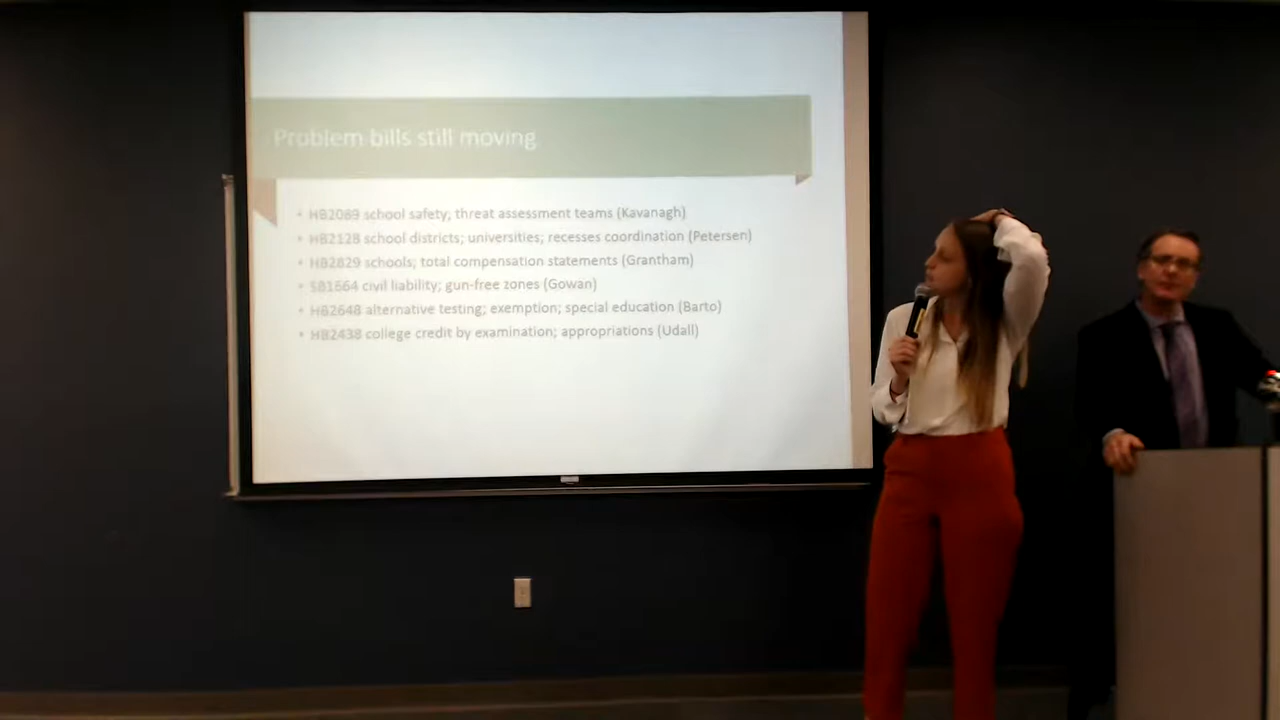 Problem bills still moving
• HB2089 school safety; threat assessment teams (Kavanagh)
• HB2128 school districts; universities; recesses coordination (Petersen)
• HB2829 schools; total compensation statements (Grantham)
• SB1664 civil liability; gun-free zones (Gowan)
• HB2648 alternative testing; exemption; special education (Barto)
• HB2438 college credit by examination; appropriations (Udall)